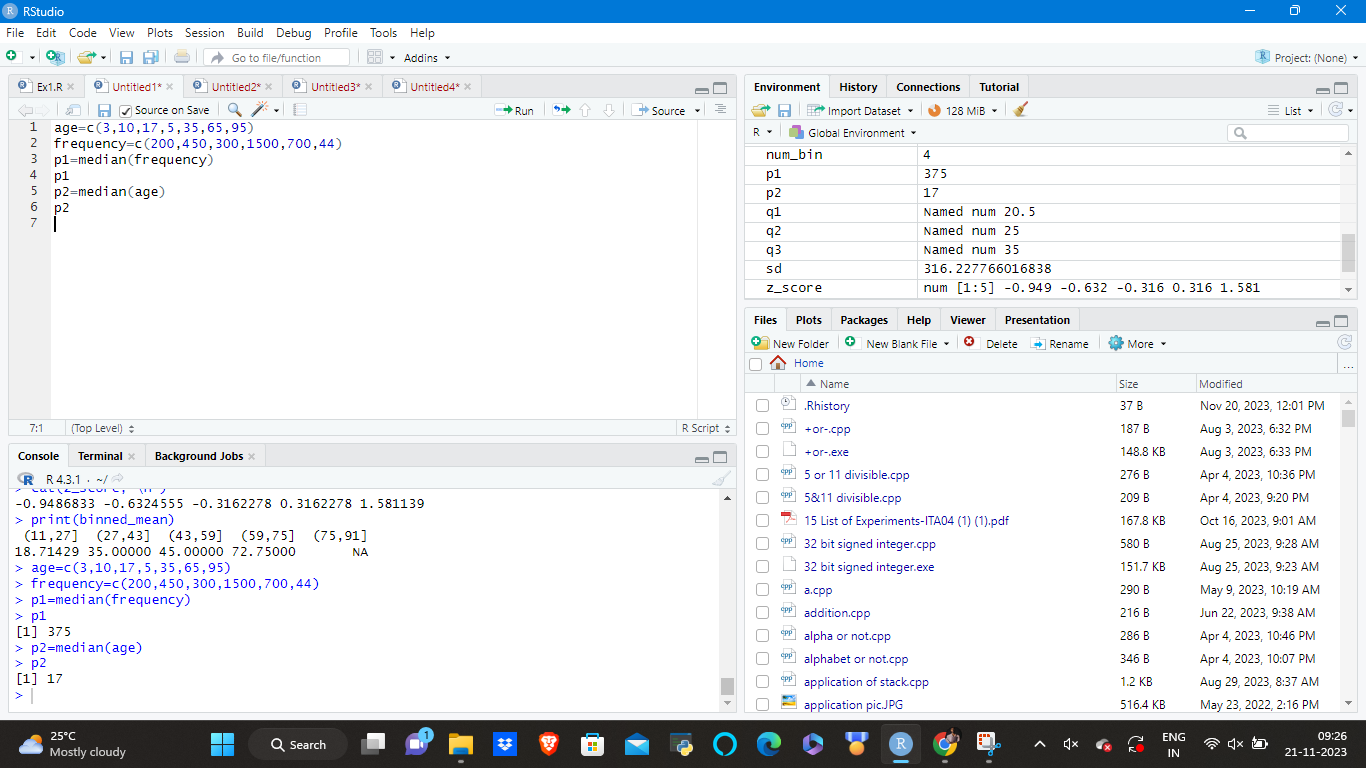 RStudio
File Edit Code View Plots Session Build Debug Profile Tools Help
Go to file/function Addins Project: (None)
Ex1.R Untitled1* Untitled2* Untitled3* Untitled4*
Source on Save Run Source
1 age=c(3,10,17,5,35,65,95)
2 frequency=c(200,450,300,1500,700,44)
3 p1=median(frequency)
4 p1
5 p2=median(age)
6 p2
7
7:1 (Top Level) R Script
Console Terminal Background Jobs
R 4.3.1 · ~/
> cat(z_score, "\n")
-0.9486833 -0.6324555 -0.3162278 0.3162278 1.581139
> print(binned_mean)
(11,27] (27,43] (43,59] (59,75] (75,91]
18.71429 35.00000 45.00000 72.75000 NA
> age=c(3,10,17,5,35,65,95)
> frequency=c(200,450,300,1500,700,44)
> p1=median(frequency)
> p1
[1] 375
> p2=median(age)
> p2
[1] 17
>
Environment History Connections Tutorial
Import Dataset 128 MiB List
R Global Environment
num_bin 4
p1 375
p2 17
q1 Named num 20.5
q2 Named num 25
q3 Named num 35
sd 316.227766016838
z_score num [1:5] -0.949 -0.632 -0.316 0.316 1.581
Files Plots Packages Help Viewer Presentation
New Folder New Blank File Delete Rename More
Home ...
Name Size Modified
.Rhistory 37 B Nov 20, 2023, 12:01 PM
+or-.cpp 187 B Aug 3, 2023, 6:32 PM
+or-.exe 148.8 KB Aug 3, 2023, 6:33 PM
5 or 11 divisible.cpp 276 B Apr 4, 2023, 10:36 PM
5&11 divisible.cpp 209 B Apr 4, 2023, 9:20 PM
15 List of Experiments-ITA04 (1) (1).pdf 167.8 KB Oct 16, 2023, 9:01 AM
32 bit signed integer.cpp 580 B Aug 25, 2023, 9:28 AM
32 bit signed integer.exe 151.7 KB Aug 25, 2023, 9:23 AM
a.cpp 290 B May 9, 2023, 10:19 AM
addition.cpp 216 B Jun 22, 2023, 9:38 AM
alpha or not.cpp 286 B Apr 4, 2023, 10:46 PM
alphabet or not.cpp 346 B Apr 4, 2023, 10:07 PM
application of stack.cpp 1.2 KB Aug 29, 2023, 8:37 AM
application pic.JPG 516.4 KB May 23, 2022, 2:16 PM
25°C
Mostly cloudy
Search
1
ENG
IN
09:26
21-11-2023